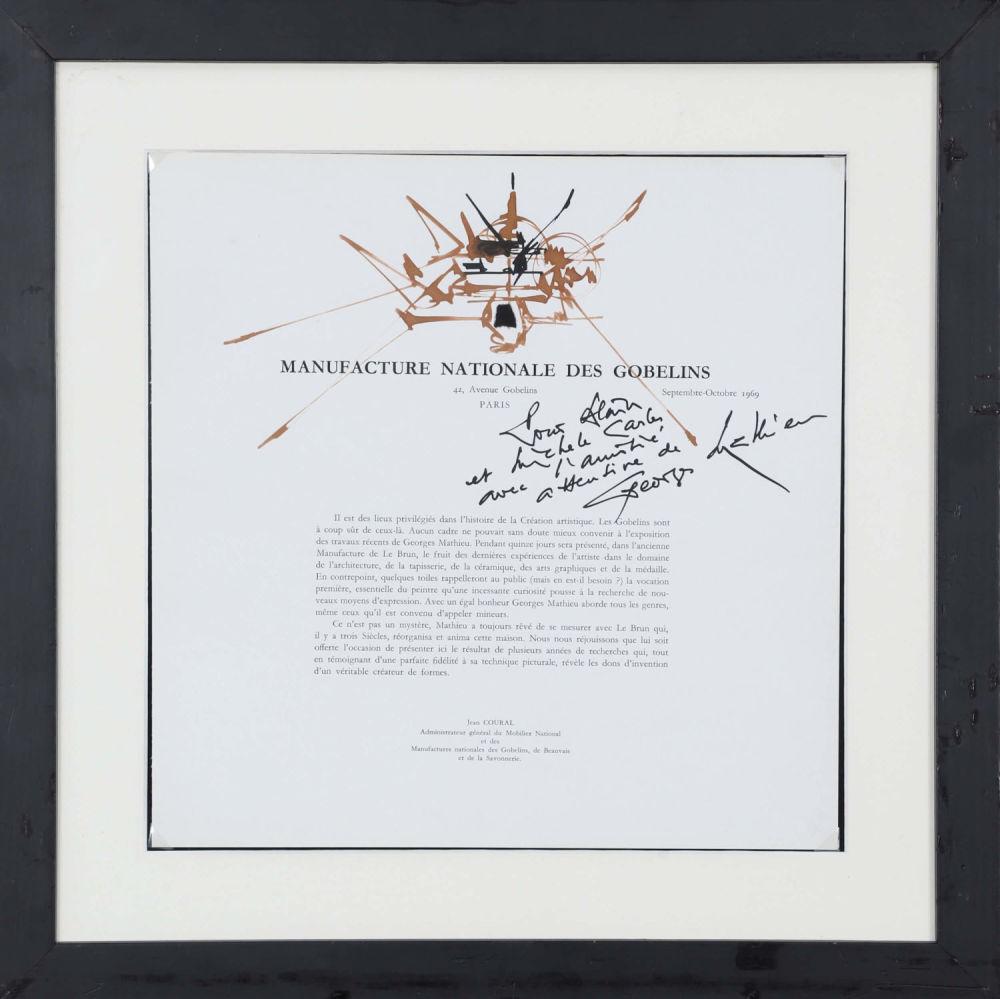 MANUFACTURE NATIONALE DES GOBELINS
42, Avenue Gobelins
Septembre-Octobre 1969
PARIS
Pour Alain
et Michele Carles
avec l'amitié
attentive de
Georges Mathieu
Il est des lieux privilégiés dans l'histoire de la Création artistique. Les Gobelins sont
à coup sûr de ceux-là. Aucun cadre ne pouvait sans doute mieux convenir à l'exposition
des travaux récents de Georges Mathieu. Pendant quinze jours sera présenté, dans l'ancienne
Manufacture de Le Brun, le fruit des dernières expériences de l'artiste dans le domaine
de l'architecture, de la tapisserie, de la céramique, des arts graphiques et de la médaille.
En contrepoint, quelques toiles rappelleront au public (mais en est-il besoin ?) la vocation
première, essentielle du peintre qu'une incessante curiosité pousse à la recherche de nou-
veaux moyens d'expression. Avec un égal bonheur Georges Mathieu aborde tous les genres,
même ceux qu'il est convenu d'appeler mineurs.
Ce n'est pas un mystère, Mathieu a toujours rêvé de se mesurer avec Le Brun qui,
il y a trois Siècles, réorganisa et anima cette maison. Nous nous réjouissons que lui soit
offerte l'occasion de présenter ici le résultat de plusieurs années de recherches qui, tout
en témoignant d'une parfaite fidélité à sa technique picturale, révèle les dons d'invention
d'un véritable créateur de formes.
Jean COURAL
Administrateur général du Mobilier National
et des
Manufactures nationales des Gobelins, de Beauvais
et de la Savonnerie.